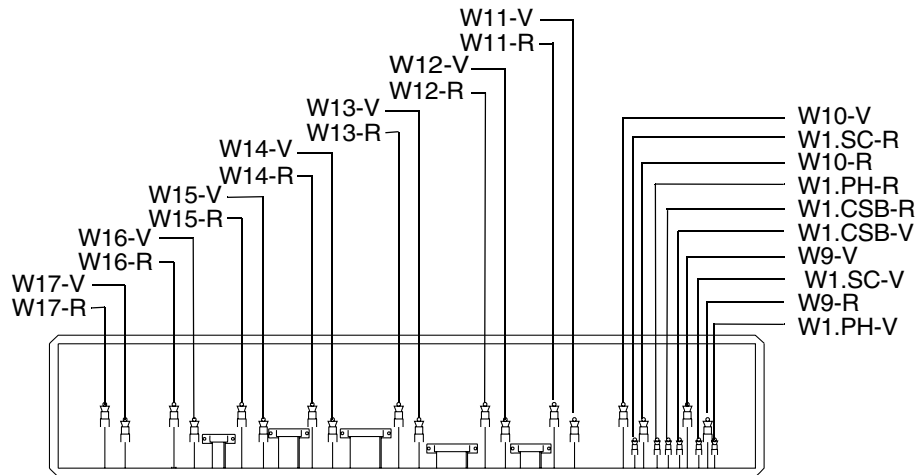 W11-V
W11-R
W12-V
W12-R
W13-V
W13-R
W14-V
W14-R
W15-V
W15-R
W16-V
W16-R
W17-V
W17-R
W10-V
W1.SC-R
W10-R
W1.PH-R
W1.CSB-R
W1.CSB-V
W9-V
W1.SC-V
W9-R
W1.PH-V